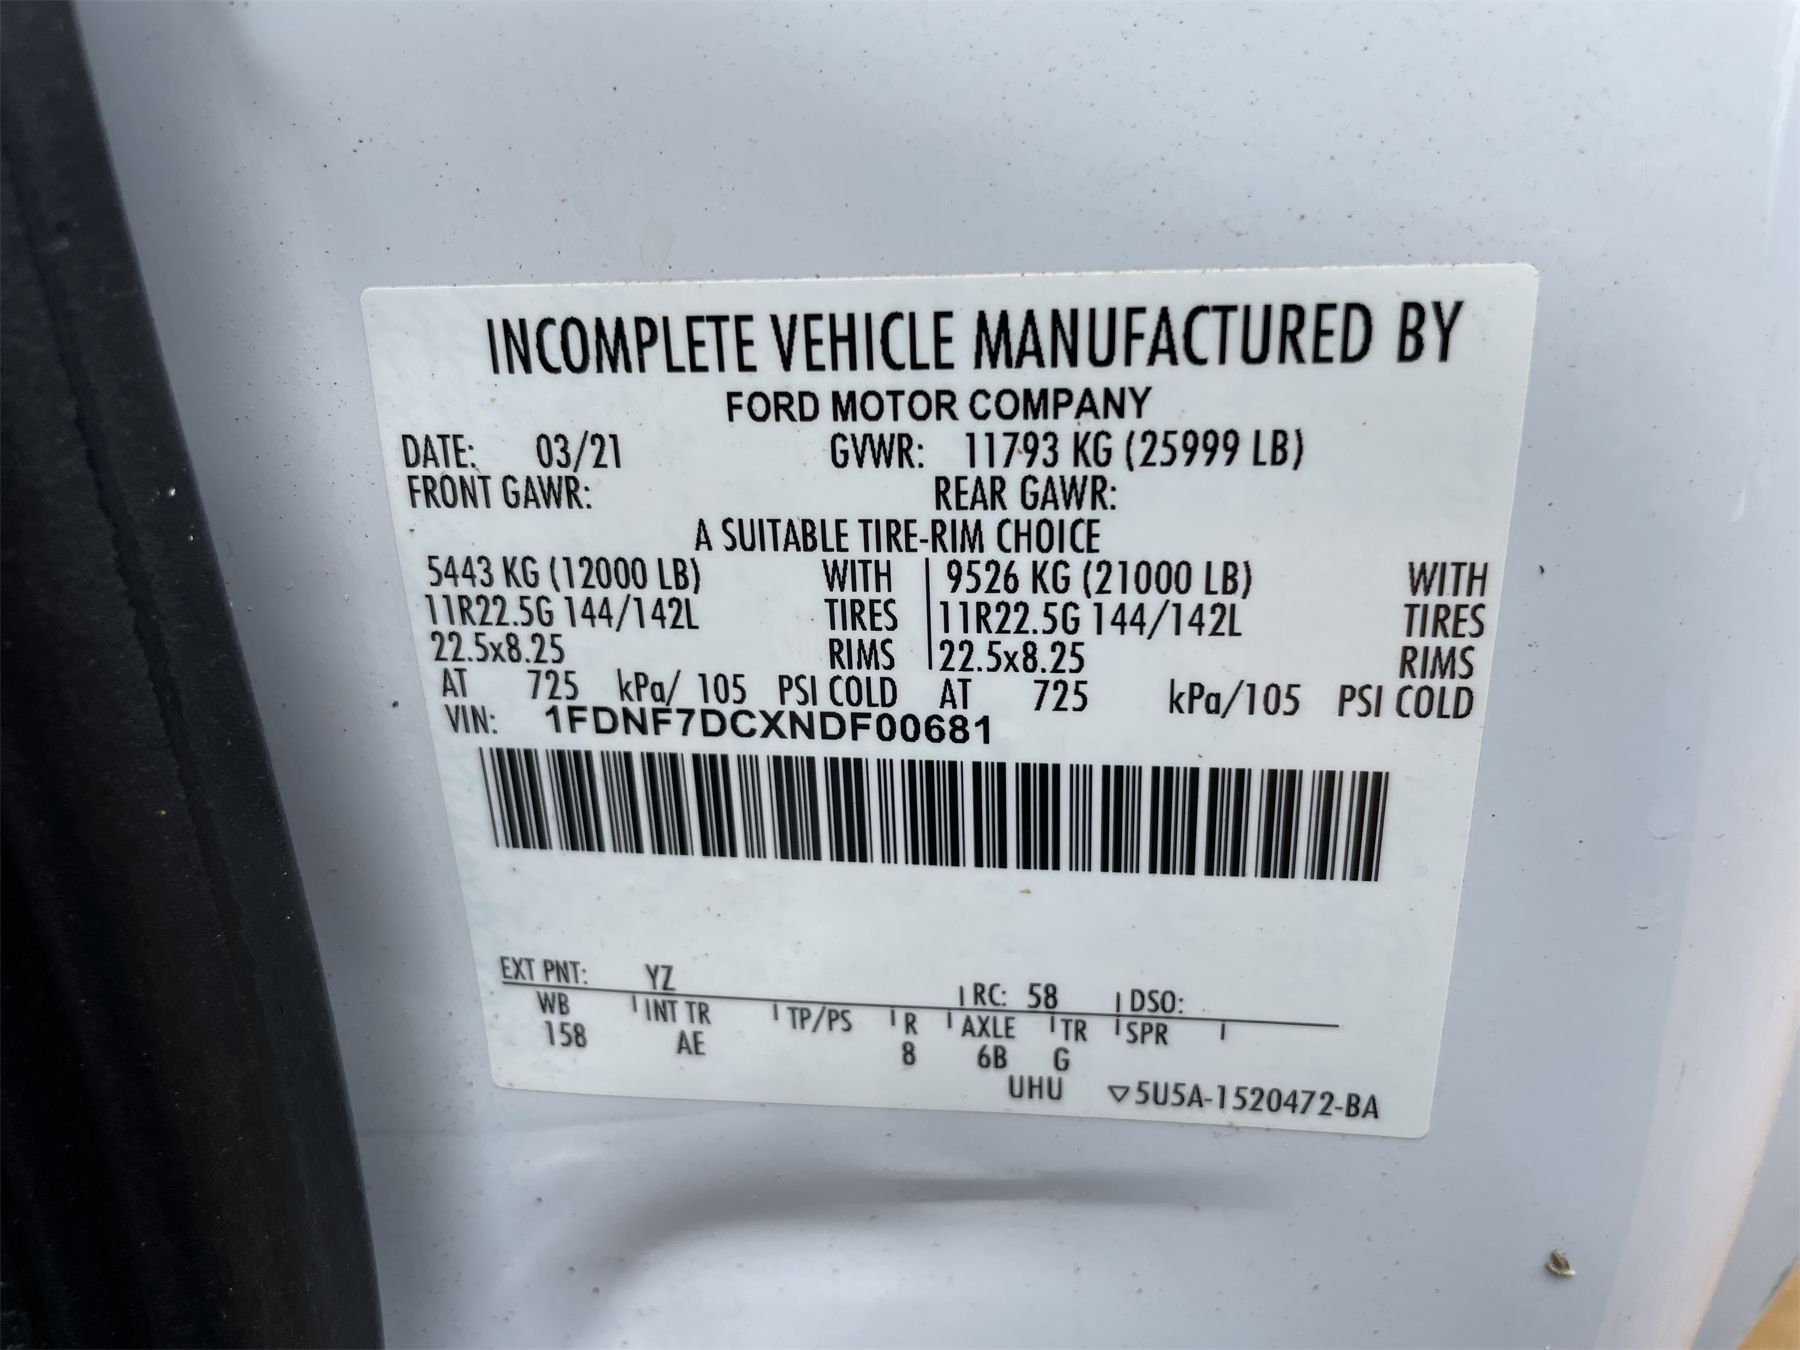 INCOMPLETE VEHICLE MANUFACTURED BY
FORD MOTOR COMPANY
DATE: 03/21 GVWR: 11793 KG (25999 LB)
FRONT GAWR: REAR GAWR:
A SUITABLE TIRE-RIM CHOICE
5443 KG (12000 LB) WITH 9526 KG (21000 LB) WITH
11R22.5G 144/142L TIRES 11R22.5G 144/142L TIRES
22.5x8.25 RIMS 22.5x8.25 RIMS
AT 725 kPa/ 105 PSI COLD AT 725 kPa/105 PSI COLD
VIN: 1FDNF7DCXNDF00681
EXT PNT: YZ RC: 58 DSO:
WB INT TR TP/PS R AXLE TR SPR
158 AE 8 6B G
UHU ▽5U5A-1520472-BA